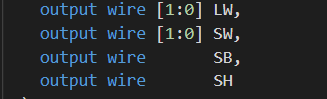 output wire [1:0] LW,
output wire [1:0] SW,
output wire       SB,
output wire       SH